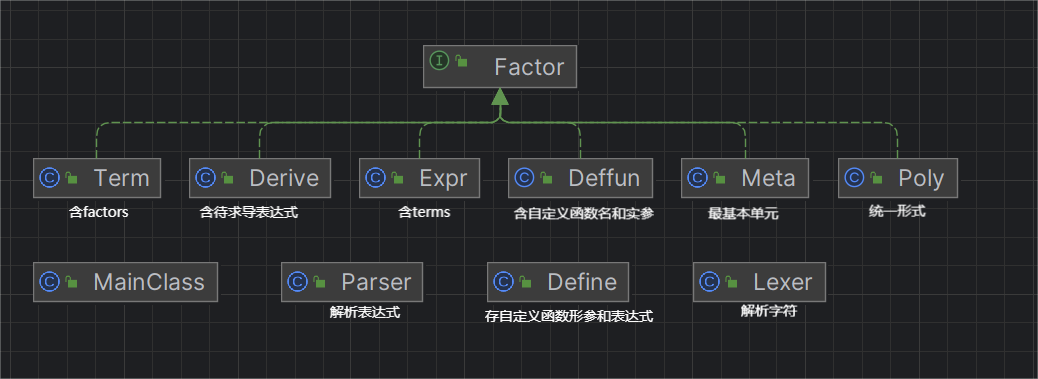 I Factor
C Term C Derive C Expr C Deffun C Meta C Poly
含factors 含待求导表达式 含terms 含自定义函数名和实参 最基本单元 统一形式
C MainClass C Parser C Define C Lexer
解析表达式 存自定义函数形参和表达式 解析字符